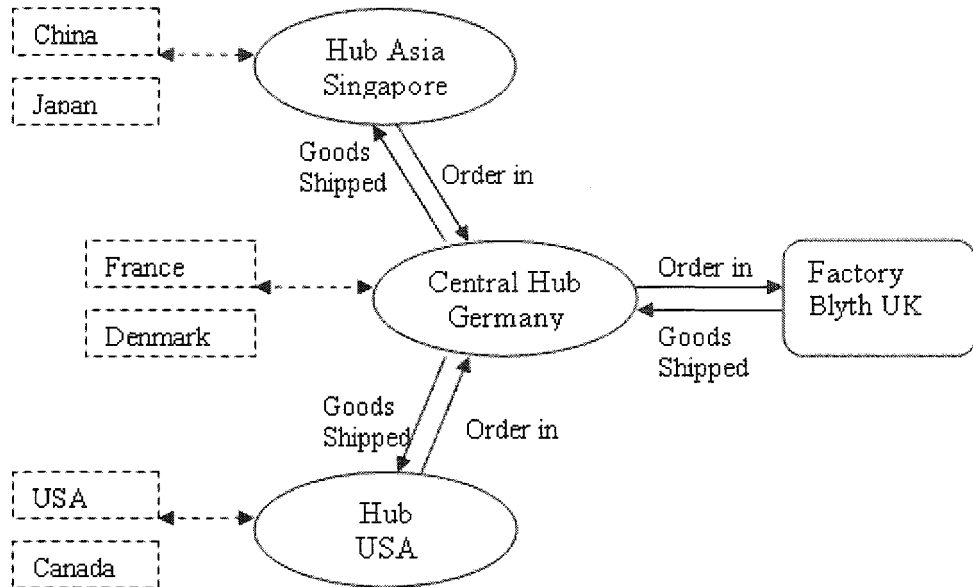 China
Japan
Hub Asia
Singapore
Goods
Shipped
Order in
France
Denmark
Central Hub
Germany
Order in
Goods
Shipped
Factory
Blyth UK
Goods
Shipped
Order in
USA
Canada
Hub
USA